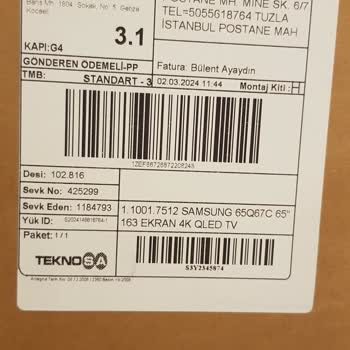 Barış Mh. 1804. Sokak, No: 5, Gebze
Kocaeli
3.1
KAPI:G4
GÖNDEREN ÖDEMELİ-PP
TMB: STANDART - 3
POSTANE MH. MİNE SK. 6/7
TEL=5055618764 TUZLA
İSTANBUL POSTANE MAH
Fatura: Bülent Ayaydın
02.03.2024 11:44 Montaj Kiti : H
Desi: 102.816
Sevk No: 425299
Sevk Eden: 1184793
Yük ID:
Paket: 1 / 1
1.1001.7512 SAMSUNG 65Q67C 65"
163 EKRAN 4K QLED TV
S3Y2345874
TEKNOSA